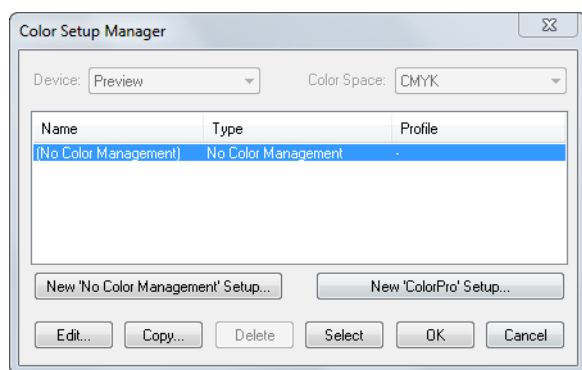 Color Setup Manager
Device: Preview Color Space: CMYK
Name Type Profile
(No Color Management) No Color Management -
New 'No Color Management' Setup... New 'ColorPro' Setup...
Edit... Copy... Delete Select OK Cancel